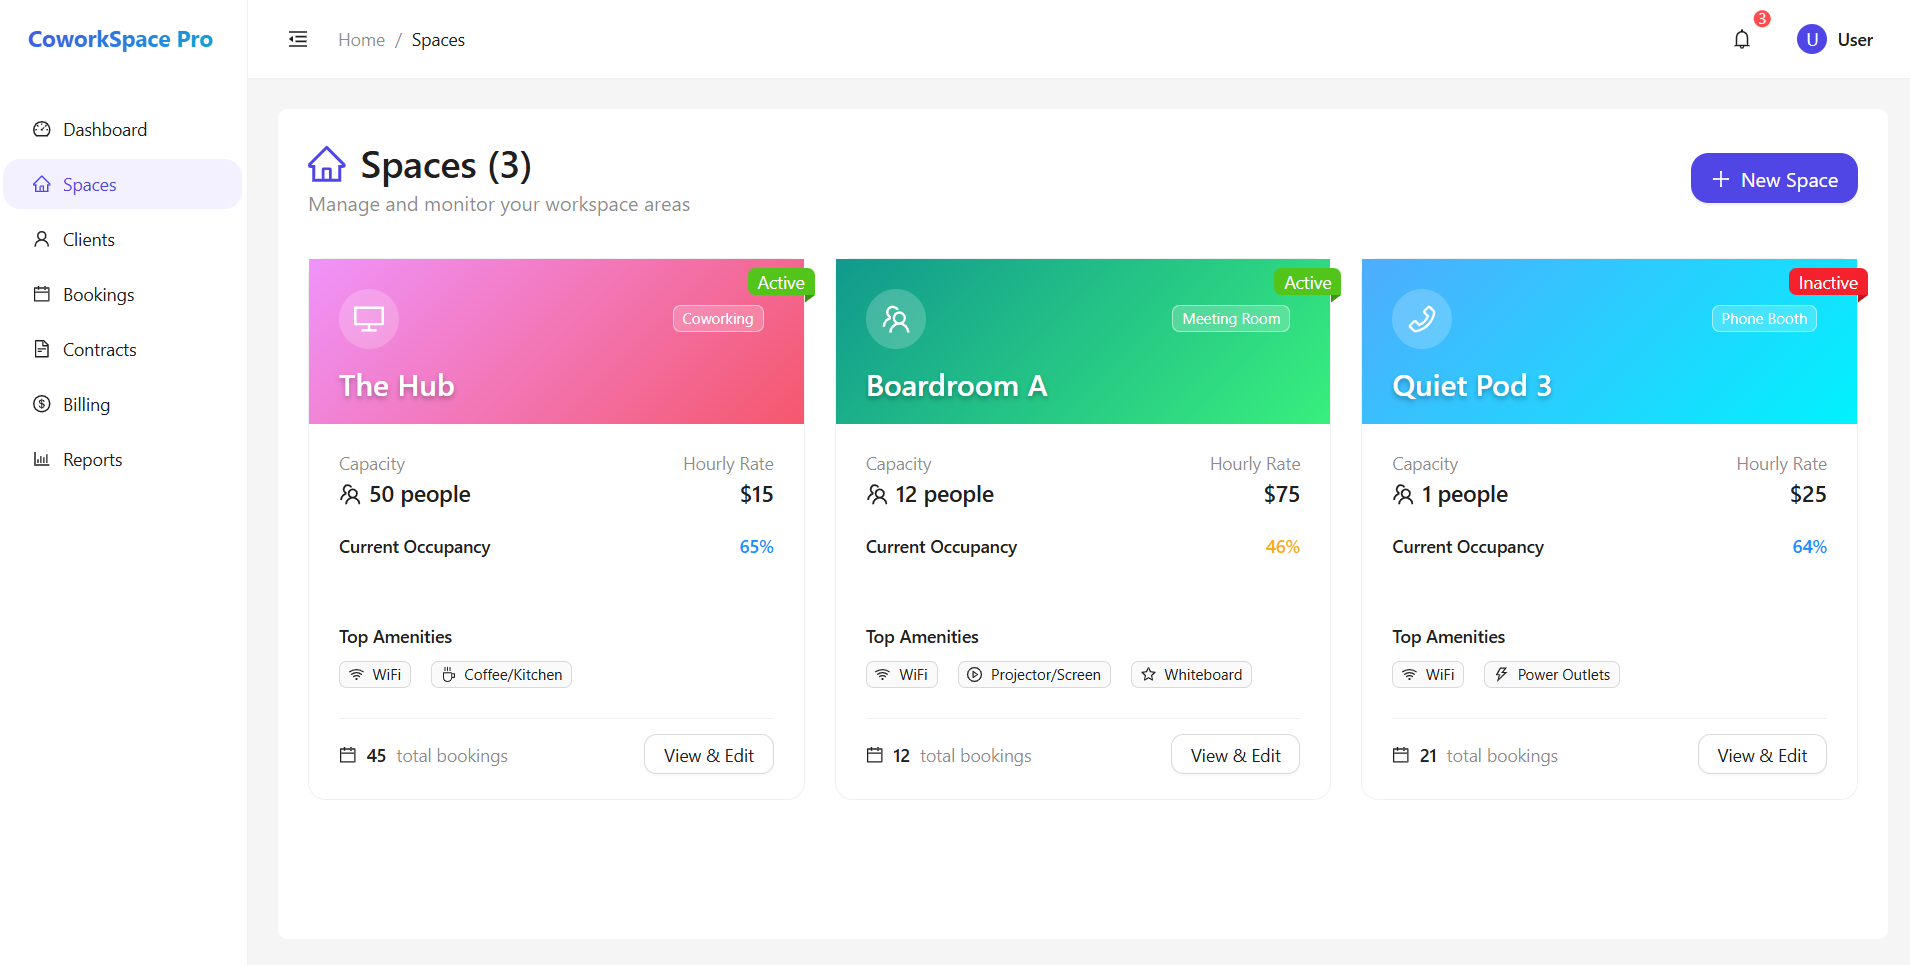 CoworkSpace Pro
Home / Spaces
3
U User
Dashboard
Spaces
Clients
Bookings
Contracts
Billing
Reports
Spaces (3)
Manage and monitor your workspace areas
New Space
Active
Coworking
The Hub
Capacity Hourly Rate
50 people $15
Current Occupancy 65%
Top Amenities
WiFi Coffee/Kitchen
45 total bookings View & Edit
Active
Meeting Room
Boardroom A
Capacity Hourly Rate
12 people $75
Current Occupancy 46%
Top Amenities
WiFi Projector/Screen Whiteboard
12 total bookings View & Edit
Inactive
Phone Booth
Quiet Pod 3
Capacity Hourly Rate
1 people $25
Current Occupancy 64%
Top Amenities
WiFi Power Outlets
21 total bookings View & Edit